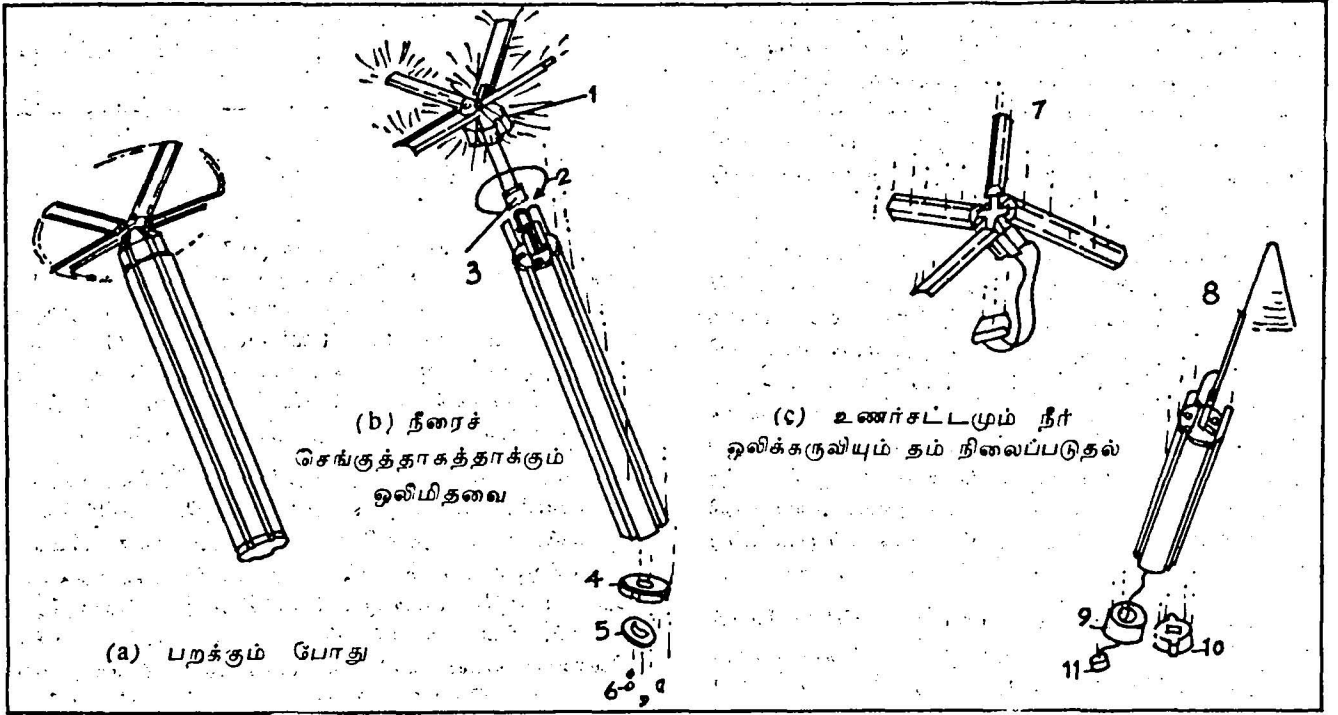 1
2
3
(b) நீரைச்
செங்குத்தாகத்தாக்கும்
ஒலிமிதவை
4
5
6
(a) பறக்கும் போது
7
8
(c) உணர்சட்டமும் நீர்
ஒலிக்கருவியும் தம் நிலைப்படுதல்
9
10
11